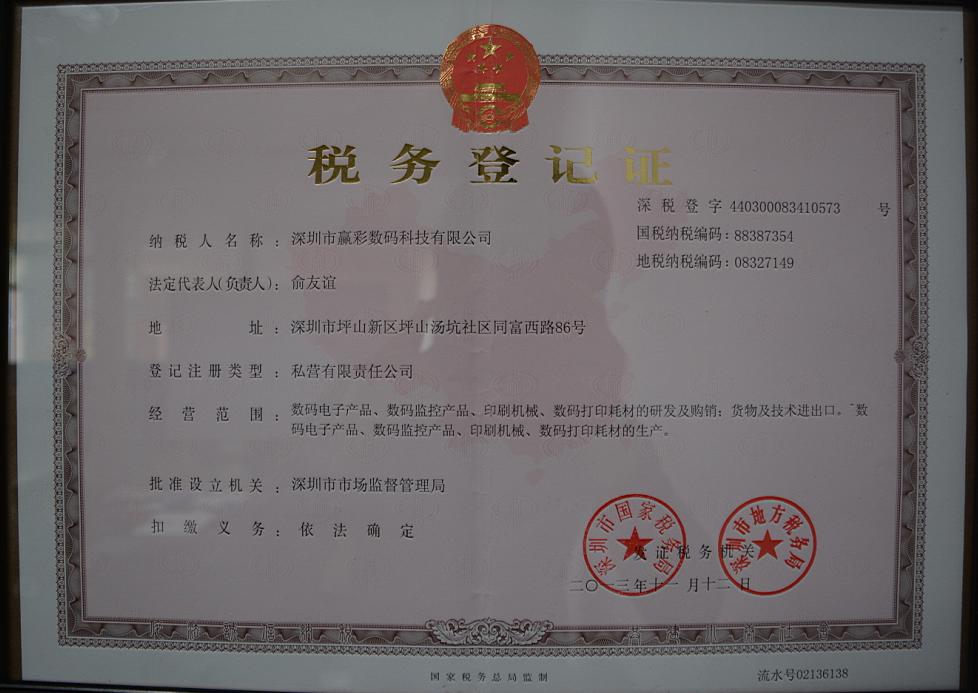 税务登记证
深税登字 440300083410573 号
国税纳税编码：88387354
地税纳税编码：08327149
纳税人名称：深圳市赢彩数码科技有限公司
法定代表人(负责人)：俞友谊
地址：深圳市坪山新区坪山汤坑社区同富西路86号
登记注册类型：私营有限责任公司
经营范围：数码电子产品、数码监控产品、印刷机械、数码打印耗材的研发及购销；货物及技术进出口。^数
码电子产品、数码监控产品、印刷机械、数码打印耗材的生产。
批准设立机关：深圳市市场监督管理局
扣缴义务：依法确定
深圳市国家税务局
深圳市地方税务局
发证税务机关
二〇一三年十一月十二日
国家税务总局监制
流水号02136138